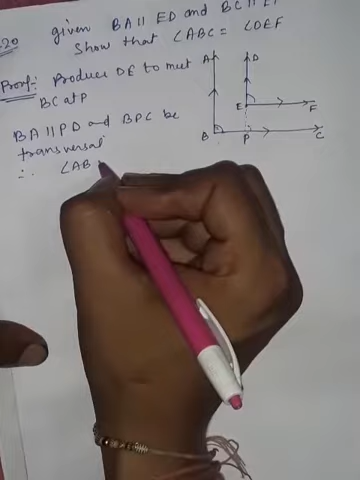 .20 given BA || ED and BC || EF
Show that ∠ABC = ∠DEF
Proof:- Produce DE to meet
BC at P
BA || PD and BPC be
transversal
∴ ∠AB
A D
E F
B P C